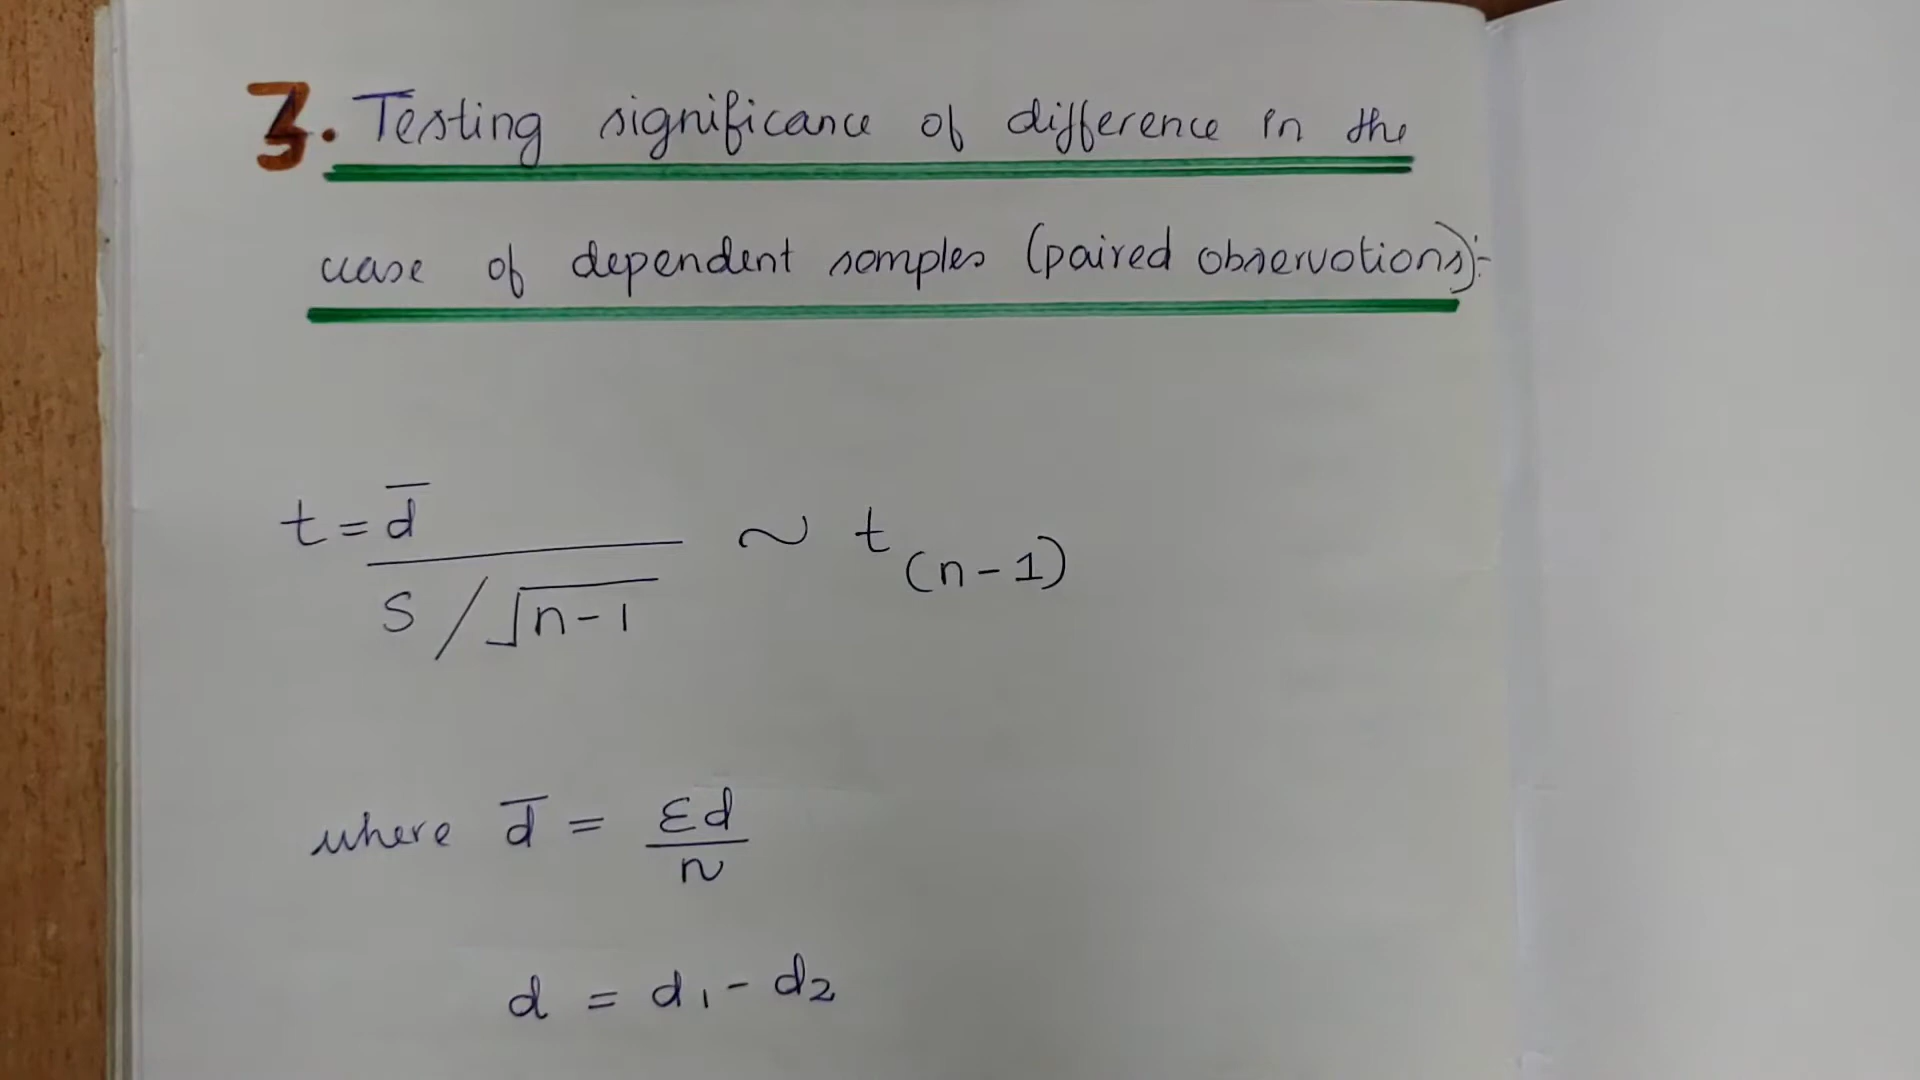 3. Testing significance of difference in the
case of dependent samples (paired observations):-
t = d̅ / (S/√n-1) ~ t(n-1)
where d̅ = Σd/n
d = d₁ - d₂